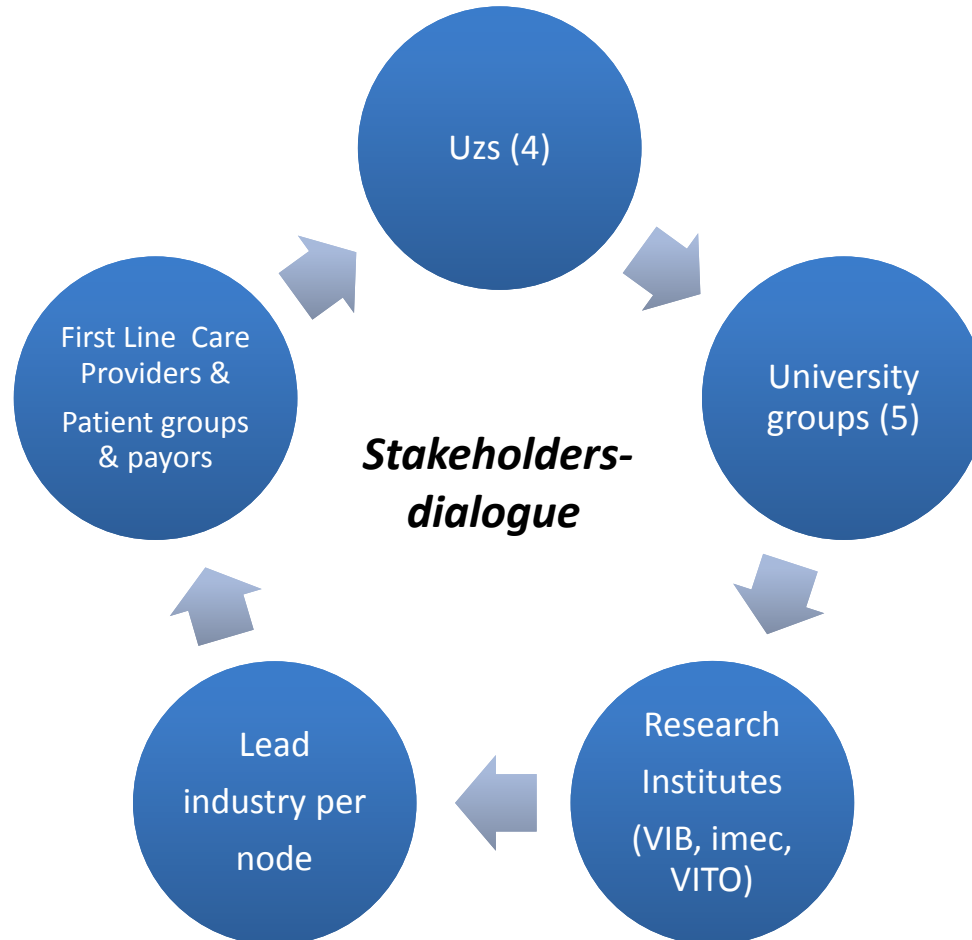 Uzs (4)
University
groups (5)
Research
Institutes
(VIB, imec,
VITO)
Lead
industry per
node
First Line Care
Providers &
Patient groups
& payors
Stakeholders-
dialogue